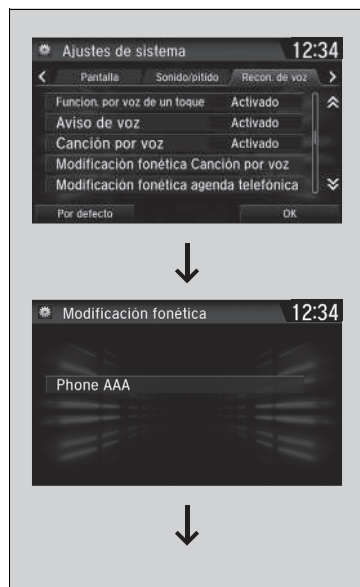 Ajustes de sistema 12:34
Pantalla Sonido/pitido Recon. de voz
Funcion. por voz de un toque Activado
Aviso de voz Activado
Canción por voz Activado
Modificación fonética Canción por voz
Modificación fonética agenda telefónica
Por defecto OK
Modificación fonética 12:34
Phone AAA